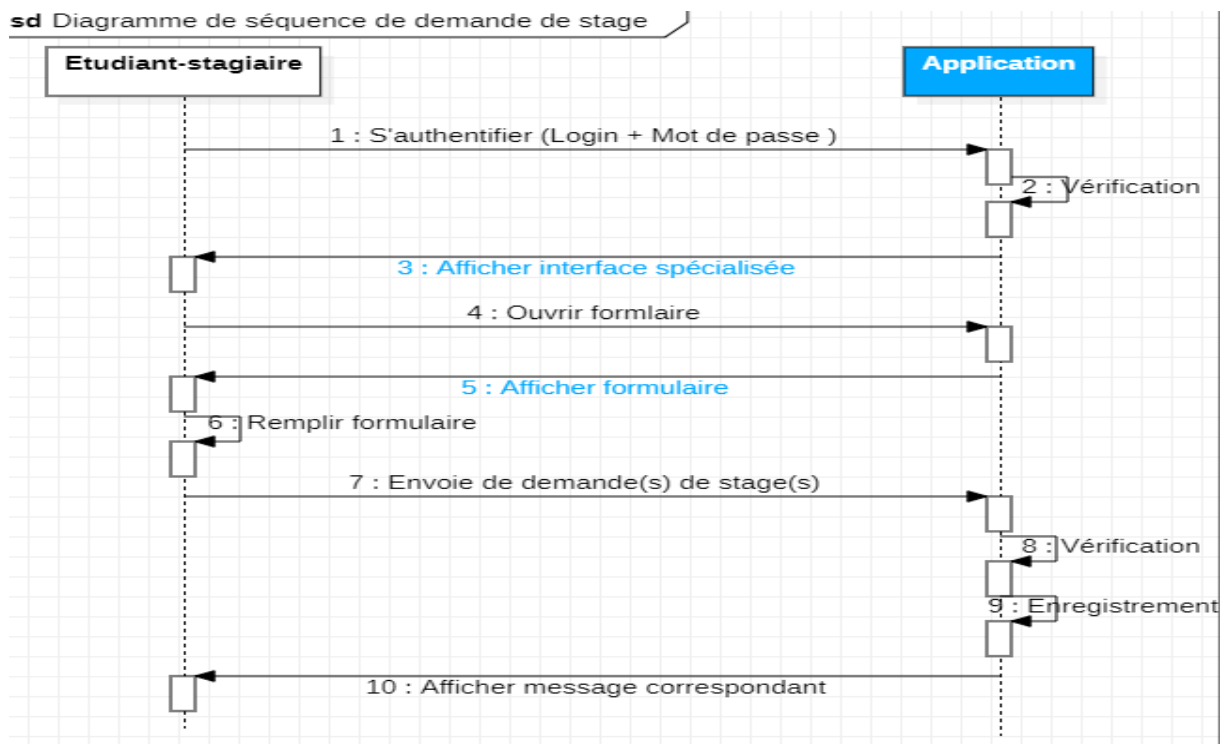 sd Diagramme de séquence de demande de stage
Etudiant-stagiaire
Application
1 : S'authentifier (Login + Mot de passe )
2 : Vérification
3 : Afficher interface spécialisée
4 : Ouvrir formlaire
5 : Afficher formulaire
6 : Remplir formulaire
7 : Envoie de demande(s) de stage(s)
8 : Vérification
9 : Enregistrement
10 : Afficher message correspondant